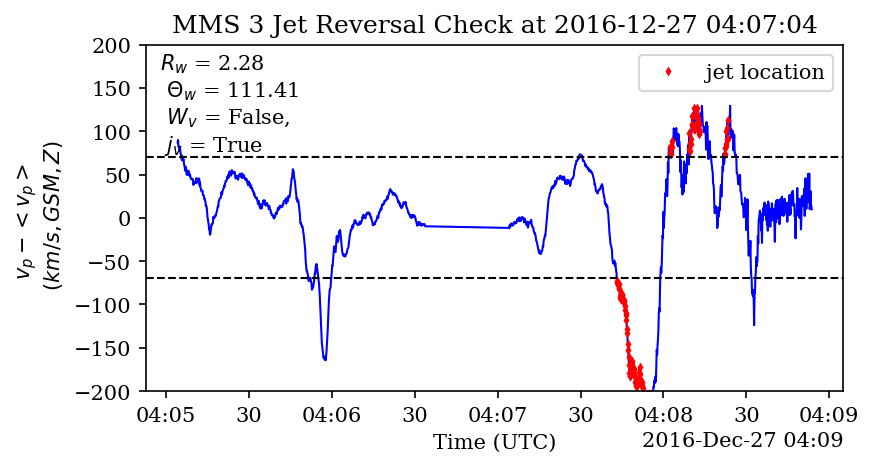 MMS 3 Jet Reversal Check at 2016-12-27 04:07:04
R_w = 2.28
Θ_w = 111.41
W_v = False,
j_v = True
jet location
200
150
100
50
0
−50
−100
−150
−200
v_p − < v_p >
(km/s, GSM, Z)
04:05 30 04:06 30 04:07 30 04:08 30 04:09
Time (UTC)
2016-Dec-27 04:09